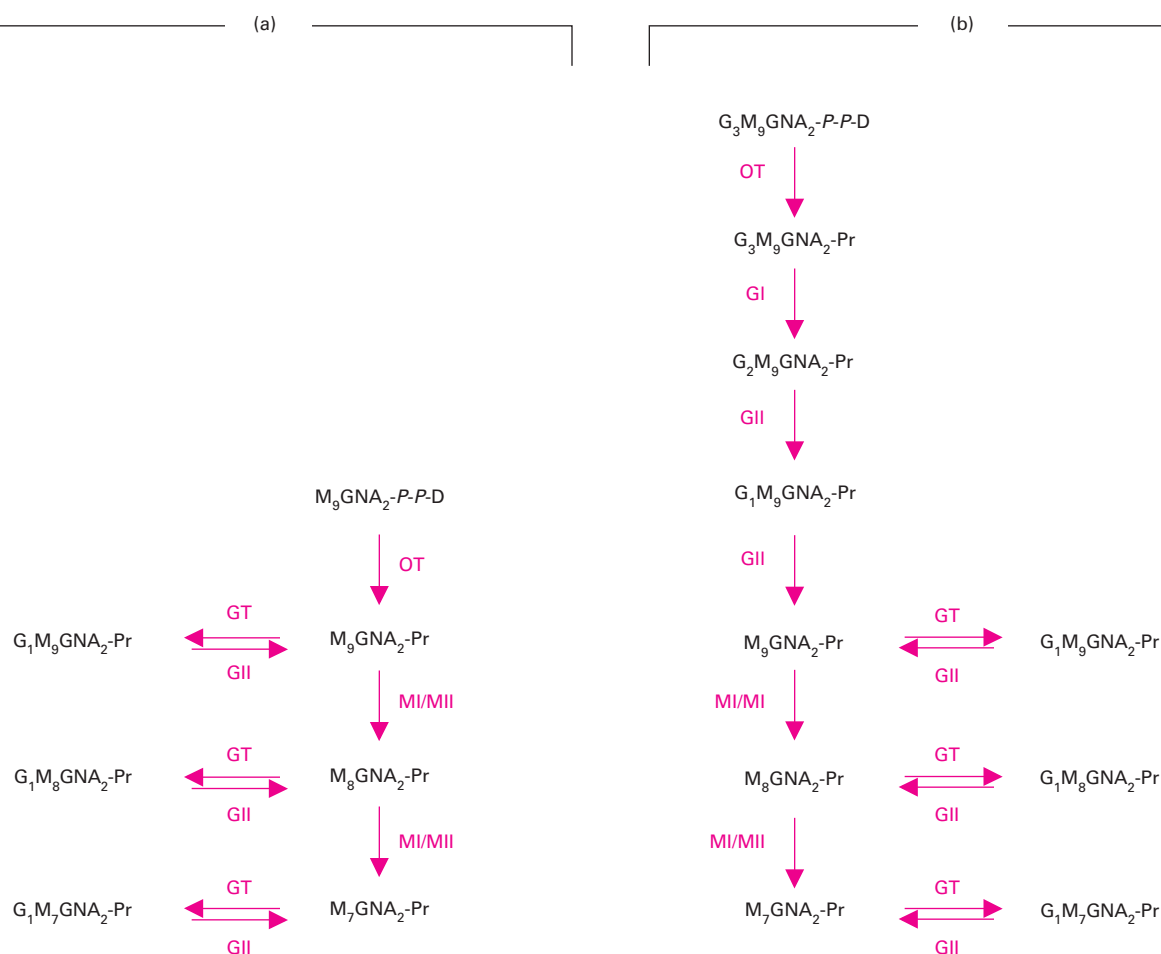 (a)
M₉GNA₂-P-P-D
OT
GT
G₁M₉GNA₂-Pr
M₉GNA₂-Pr
GII
MI/MII
GT
G₁M₈GNA₂-Pr
M₈GNA₂-Pr
GII
MI/MII
GT
G₁M₇GNA₂-Pr
M₇GNA₂-Pr
GII
(b)
G₃M₉GNA₂-P-P-D
OT
G₃M₉GNA₂-Pr
GI
G₂M₉GNA₂-Pr
GII
G₁M₉GNA₂-Pr
GII
GT
M₉GNA₂-Pr
G₁M₉GNA₂-Pr
GII
MI/MI
GT
M₈GNA₂-Pr
G₁M₈GNA₂-Pr
GII
MI/MII
GT
M₇GNA₂-Pr
G₁M₇GNA₂-Pr
GII